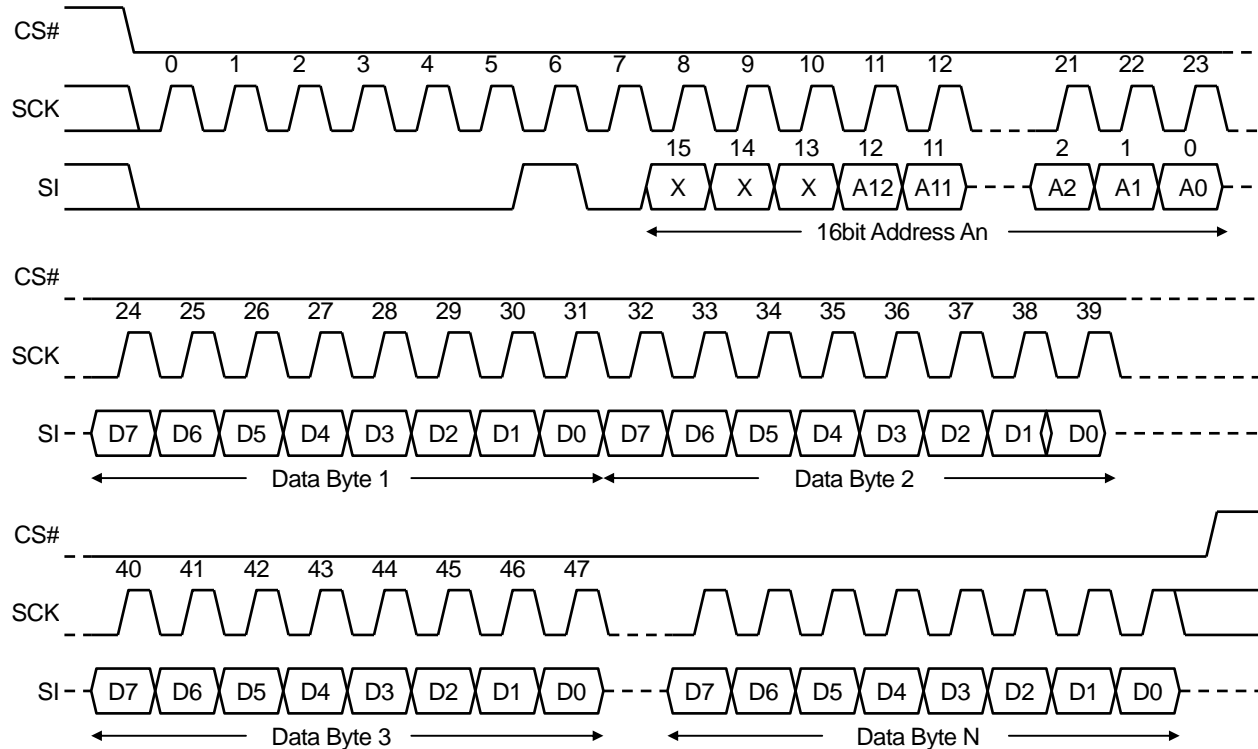 CS#
0 1 2 3 4 5 6 7 8 9 10 11 12 21 22 23
SCK
15 14 13 12 11 2 1 0
SI X X X A12 A11 A2 A1 A0
16bit Address An
CS#
24 25 26 27 28 29 30 31 32 33 34 35 36 37 38 39
SCK
SI D7 D6 D5 D4 D3 D2 D1 D0 D7 D6 D5 D4 D3 D2 D1 D0
Data Byte 1 Data Byte 2
CS#
40 41 42 43 44 45 46 47
SCK
SI D7 D6 D5 D4 D3 D2 D1 D0 D7 D6 D5 D4 D3 D2 D1 D0
Data Byte 3 Data Byte N